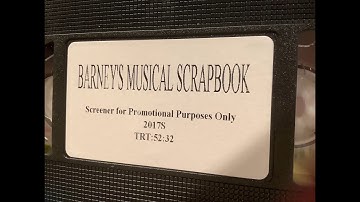 BARNEY'S MUSICAL SCRAPBOOK
Screener for Promotional Purposes Only
2017S
TRT:52:32